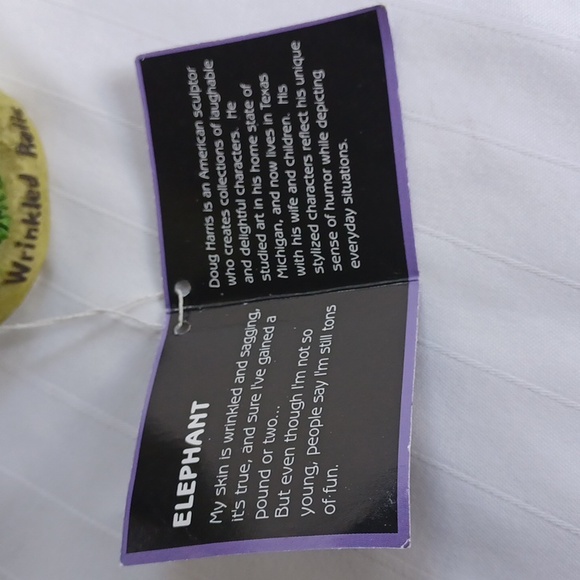 ELEPHANT
My skin is wrinkled and sagging,
it's true, and sure I've gained a
pound or two...
But even though I'm not so
young, people say I'm still tons
of fun.
Doug Harris is an American sculptor
who creates collections of laughable
and delightful characters. He
studied art in his home state of
Michigan, and now lives in Texas
with his wife and children. His
stylized characters reflect his unique
sense of humor while depicting
everyday situations.
Wrinkled